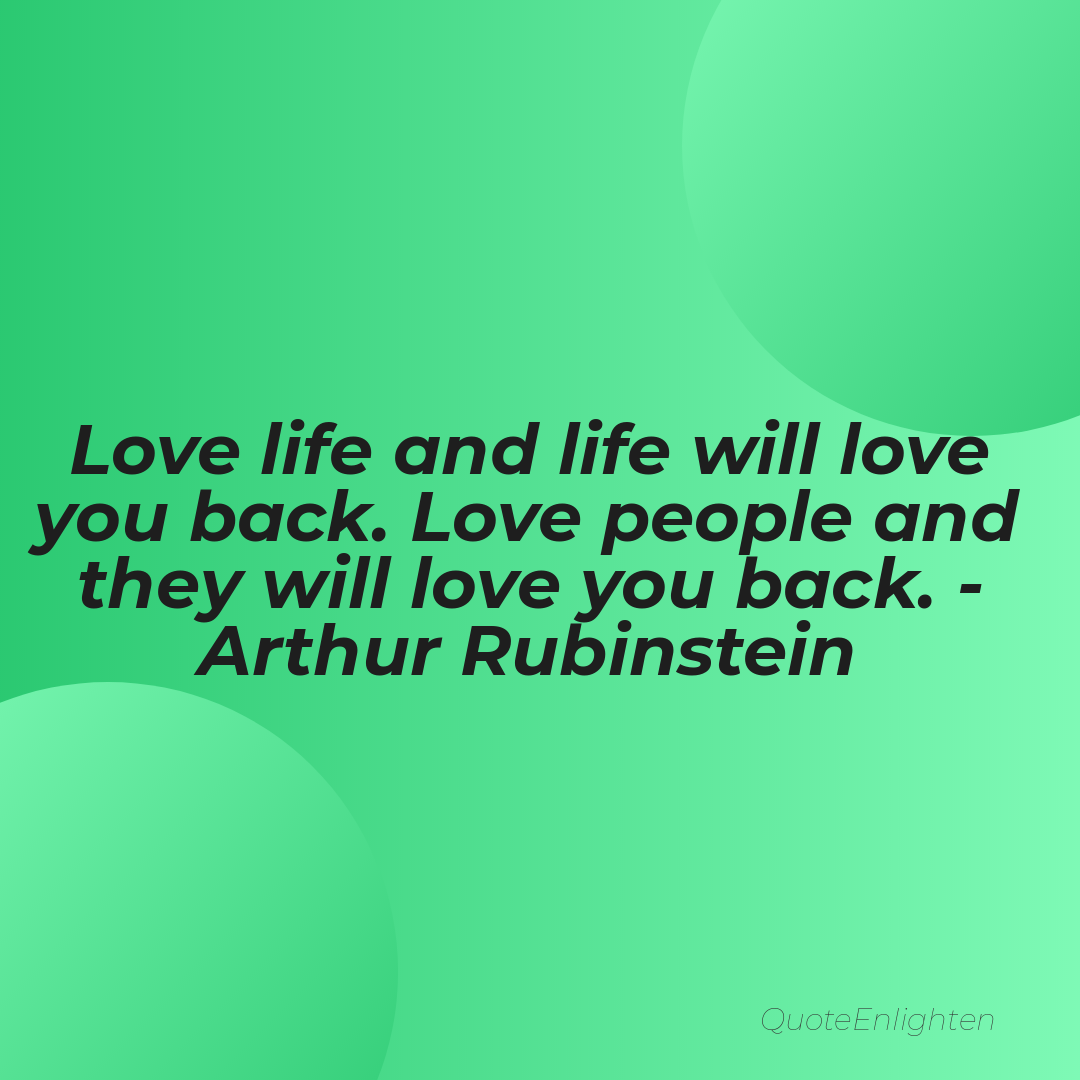 Love life and life will love
you back. Love people and
they will love you back. -
Arthur Rubinstein
QuoteEnlighten